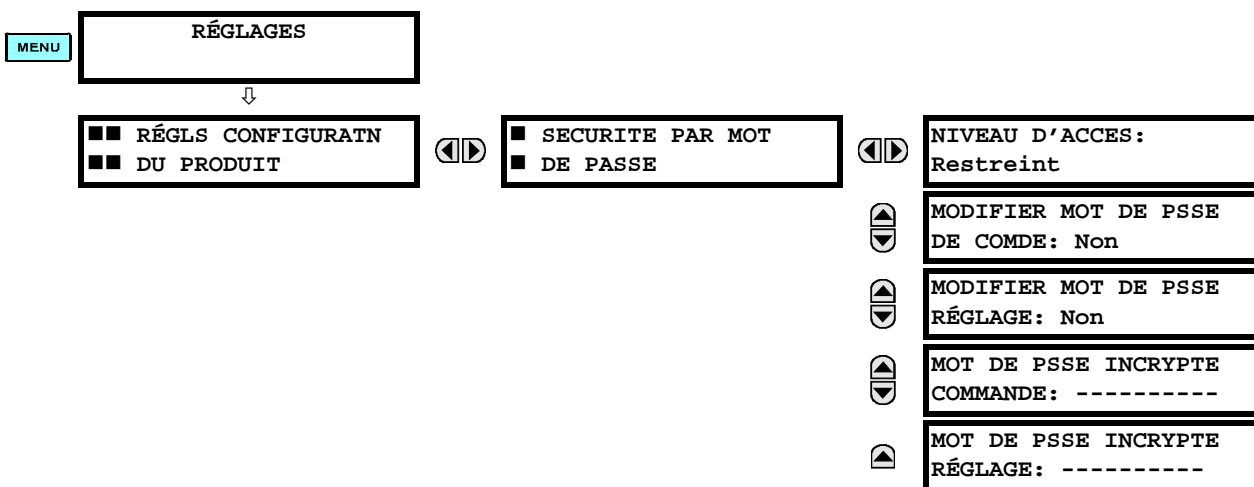 MENU
RÉGLAGES
■■ RÉGLS CONFIGURATN
■■ DU PRODUIT
■ SECURITE PAR MOT
■ DE PASSE
NIVEAU D'ACCES:
Restreint
MODIFIER MOT DE PSSE
DE COMDE: Non
MODIFIER MOT DE PSSE
RÉGLAGE: Non
MOT DE PSSE INCRYPTE
COMMANDE: ----------
MOT DE PSSE INCRYPTE
RÉGLAGE: ----------